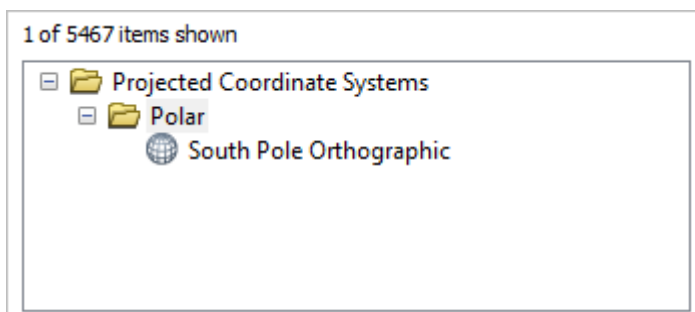 1 of 5467 items shown
Projected Coordinate Systems
Polar
South Pole Orthographic